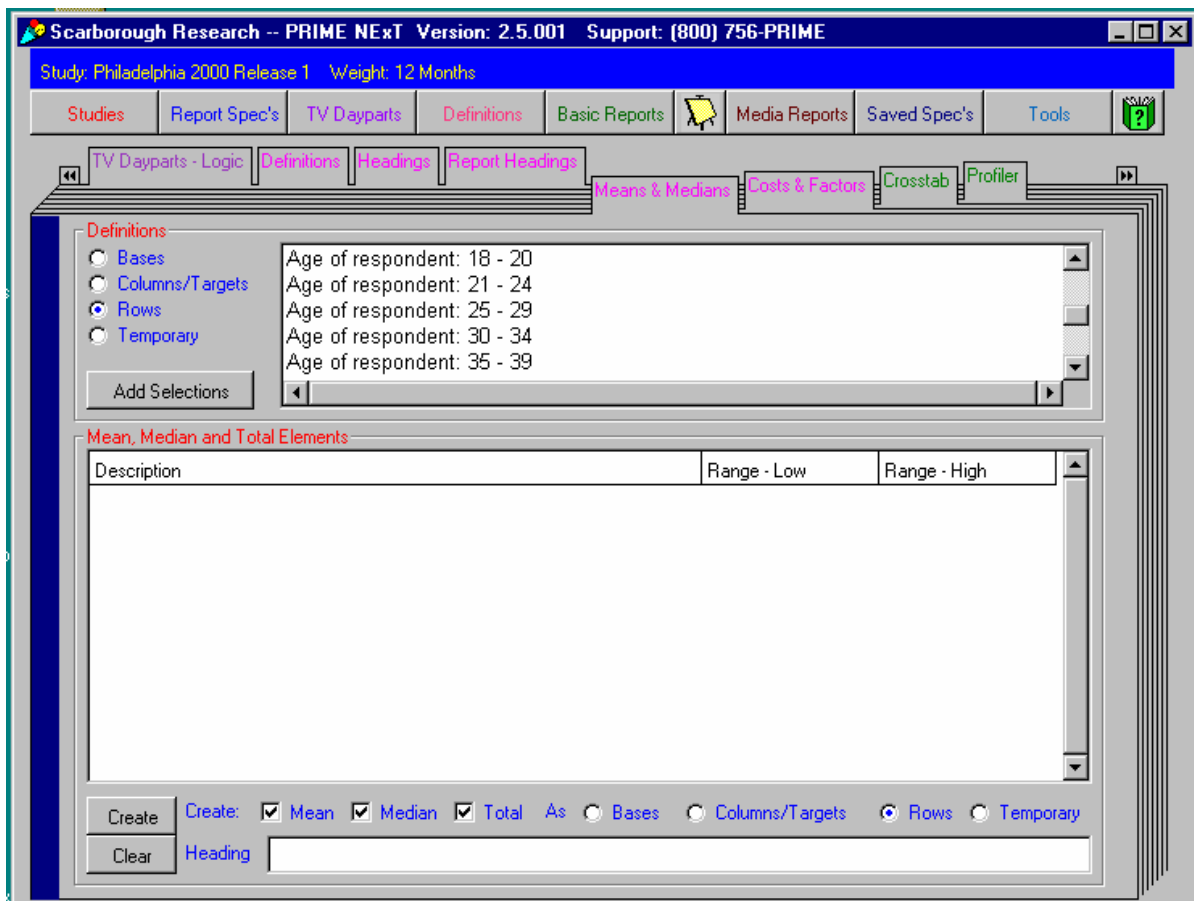 Scarborough Research -- PRIME NExT Version: 2.5.001 Support: (800) 756-PRIME
Study: Philadelphia 2000 Release 1 Weight: 12 Months
Studies Report Spec's TV Dayparts Definitions Basic Reports Media Reports Saved Spec's Tools ?
TV Dayparts - Logic Definitions Headings Report Headings
Means & Medians Costs & Factors Crosstab Profiler
Definitions
Bases
Columns/Targets
Rows
Temporary
Add Selections
Age of respondent: 18 - 20
Age of respondent: 21 - 24
Age of respondent: 25 - 29
Age of respondent: 30 - 34
Age of respondent: 35 - 39
Mean, Median and Total Elements
Description Range - Low Range - High
Create Create: Mean Median Total As Bases Columns/Targets Rows Temporary
Clear Heading